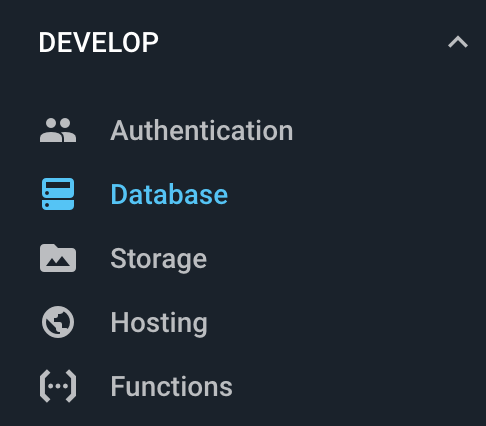 DEVELOP
Authentication
Database
Storage
Hosting
Functions